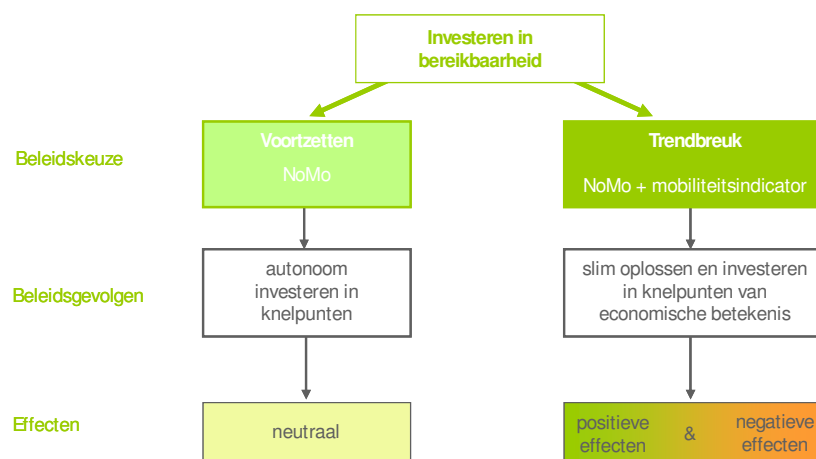 Investeren in
bereikbaarheid
Beleidskeuze
Voortzetten
NoMo
Trendbreuk
NoMo + mobiliteitsindicator
Beleidsgevolgen
autonoom
investeren in
knelpunten
slim oplossen en investeren
in knelpunten van
economische betekenis
Effecten
neutraal
positieve
effecten
&
negatieve
effecten